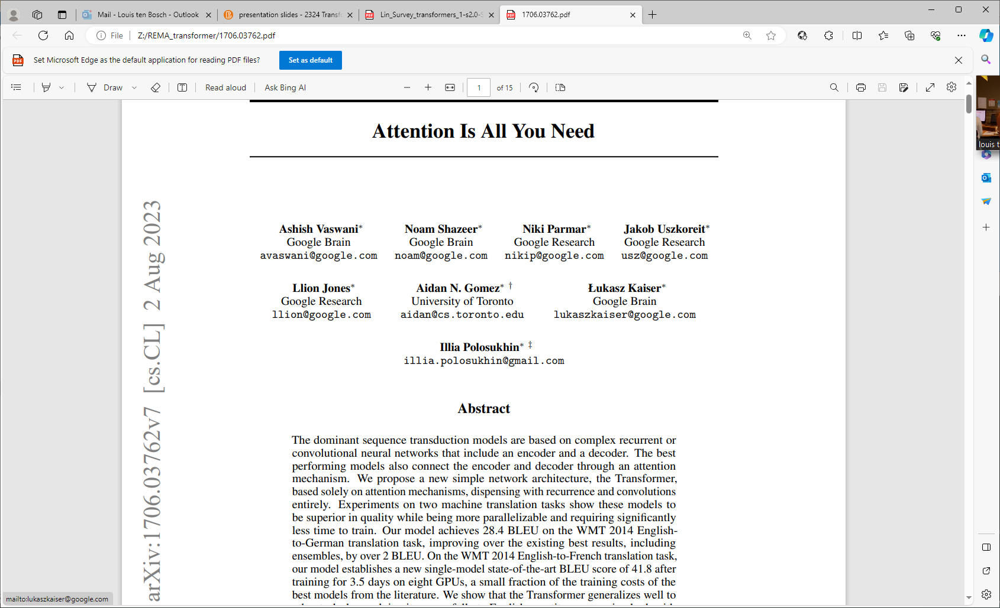 Mail - Louis ten Bosch - Outlook
presentation slides - 2324 Transf
Lin_Survey_transformers_1-s2.0-S
1706.03762.pdf
File
Z:/REMA_transformer/1706.03762.pdf
Set Microsoft Edge as the default application for reading PDF files?
Set as default
Draw
Read aloud
Ask Bing AI
1
of 15
louis t
Attention Is All You Need
arXiv:1706.03762v7 [cs.CL] 2 Aug 2023
Ashish Vaswani*
Google Brain
avaswani@google.com
Noam Shazeer*
Google Brain
noam@google.com
Niki Parmar*
Google Research
nikip@google.com
Jakob Uszkoreit*
Google Research
usz@google.com
Llion Jones*
Google Research
llion@google.com
Aidan N. Gomez* †
University of Toronto
aidan@cs.toronto.edu
Łukasz Kaiser*
Google Brain
lukaszkaiser@google.com
Illia Polosukhin* ‡
illia.polosukhin@gmail.com
Abstract
The dominant sequence transduction models are based on complex recurrent or
convolutional neural networks that include an encoder and a decoder. The best
performing models also connect the encoder and decoder through an attention
mechanism. We propose a new simple network architecture, the Transformer,
based solely on attention mechanisms, dispensing with recurrence and convolutions
entirely. Experiments on two machine translation tasks show these models to
be superior in quality while being more parallelizable and requiring significantly
less time to train. Our model achieves 28.4 BLEU on the WMT 2014 English-
to-German translation task, improving over the existing best results, including
ensembles, by over 2 BLEU. On the WMT 2014 English-to-French translation task,
our model establishes a new single-model state-of-the-art BLEU score of 41.8 after
training for 3.5 days on eight GPUs, a small fraction of the training costs of the
best models from the literature. We show that the Transformer generalizes well to
mailto:lukaszkaiser@google.com